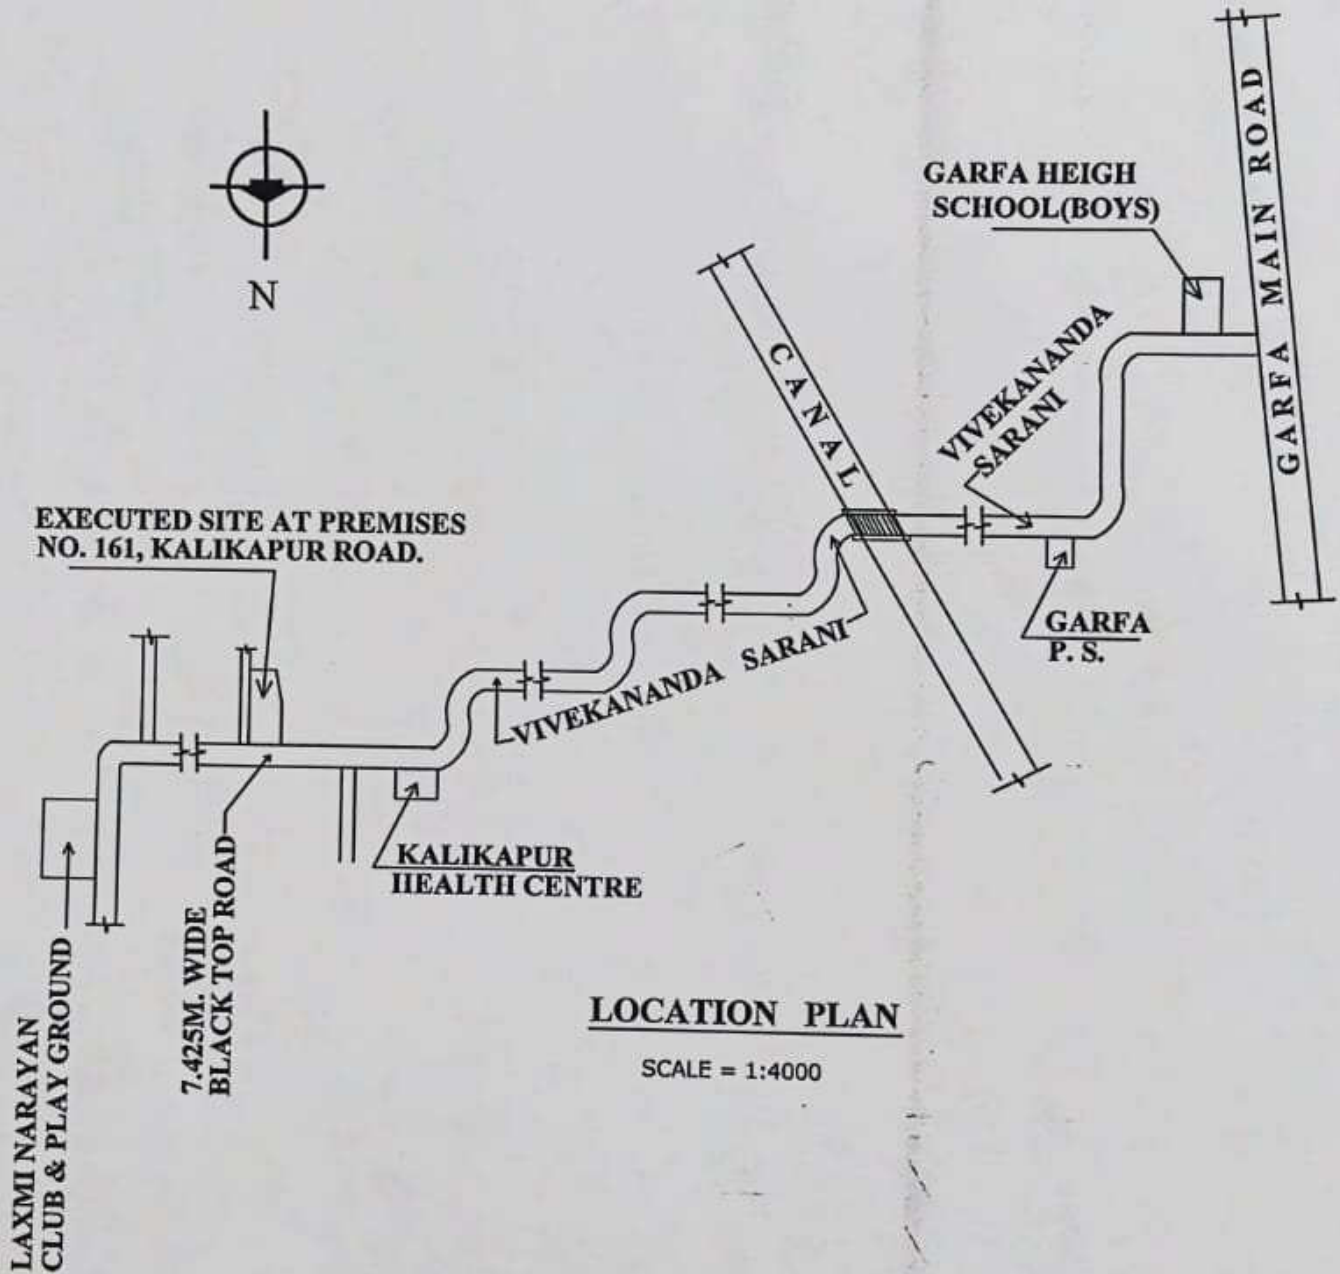 GARFA MAIN ROAD
GARFA HEIGH
SCHOOL(BOYS)
N
CANAL
VIVEKANANDA
SARANI
EXECUTED SITE AT PREMISES
NO. 161, KALIKAPUR ROAD.
GARFA
P. S.
VIVEKANANDA SARANI
KALIKAPUR
HEALTH CENTRE
7.425M. WIDE
BLACK TOP ROAD
LAXMI NARAYAN
CLUB & PLAY GROUND
LOCATION PLAN
SCALE = 1:4000